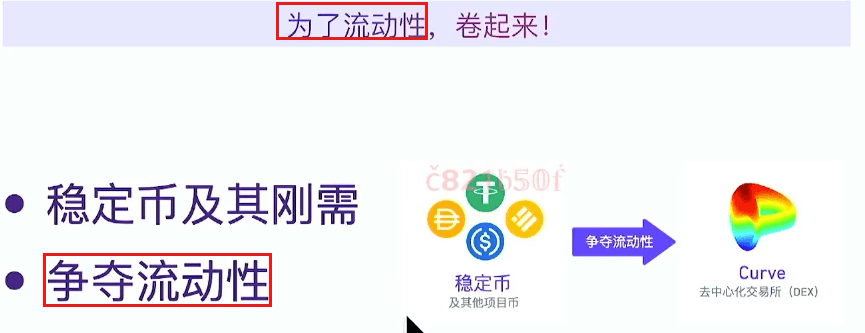 为了流动性，卷起来！
稳定币及其刚需
争夺流动性
稳定币
及其他项目币
争夺流动性
Curve
去中心化交易所（DEX）